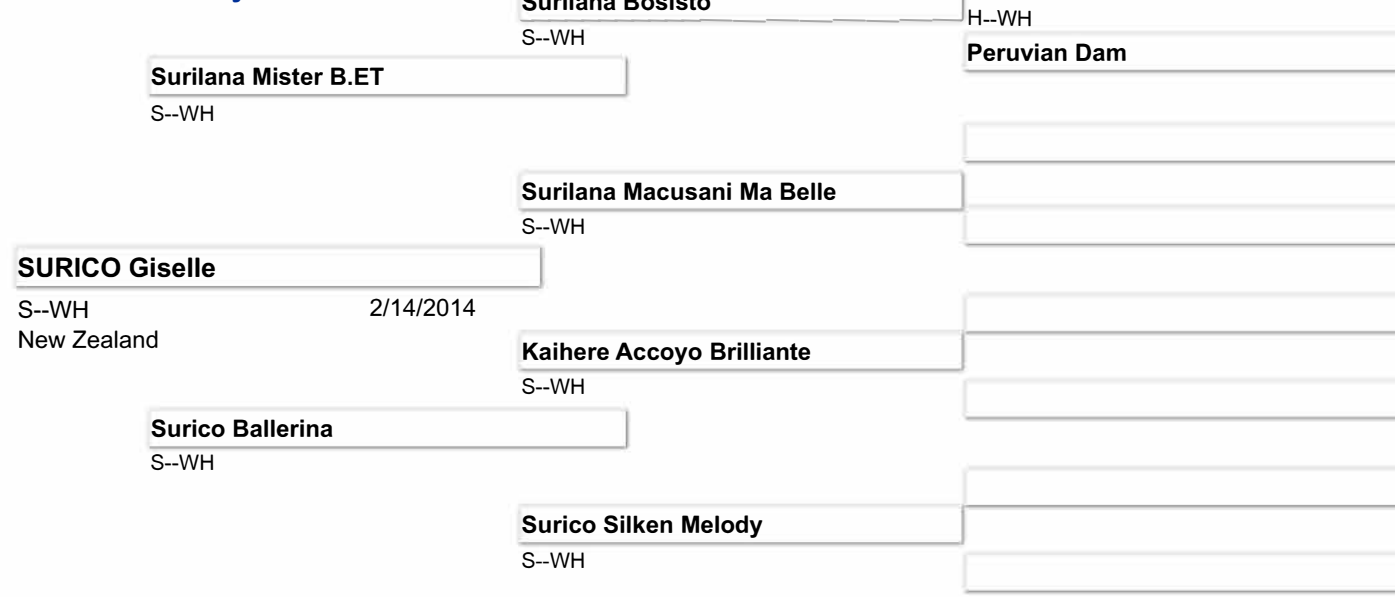 Surilana Bosisto
S--WH
H--WH
Peruvian Dam
Surilana Mister B.ET
S--WH
Surilana Macusani Ma Belle
S--WH
SURICO Giselle
S--WH 2/14/2014
New Zealand
Kaihere Accoyo Brilliante
S--WH
Surico Ballerina
S--WH
Surico Silken Melody
S--WH